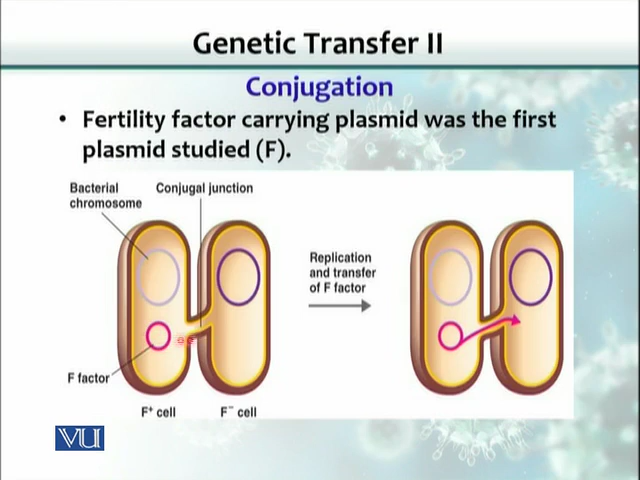 Genetic Transfer II
Conjugation
• Fertility factor carrying plasmid was the first
plasmid studied (F).
Bacterial
chromosome
Conjugal junction
Replication
and transfer
of F factor
F factor
F⁺ cell
F⁻ cell
VU